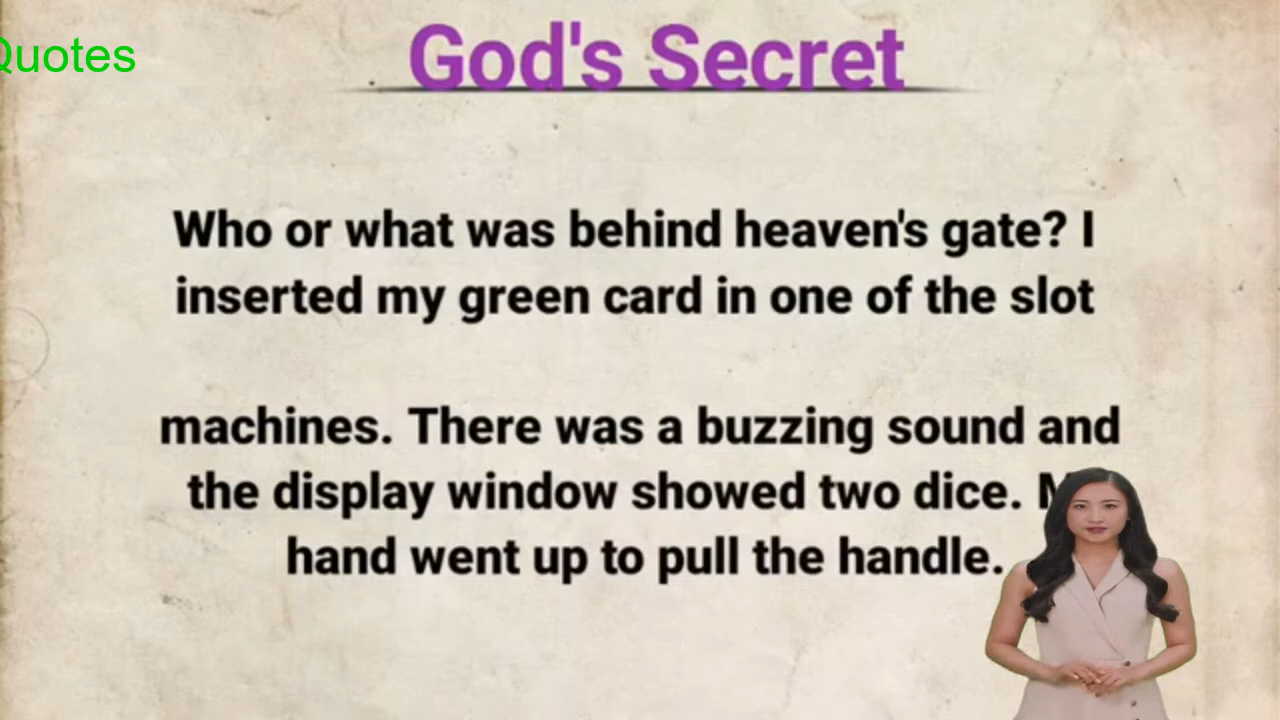 Quotes
God's Secret
Who or what was behind heaven's gate? I
inserted my green card in one of the slot
machines. There was a buzzing sound and
the display window showed two dice.
hand went up to pull the handle.